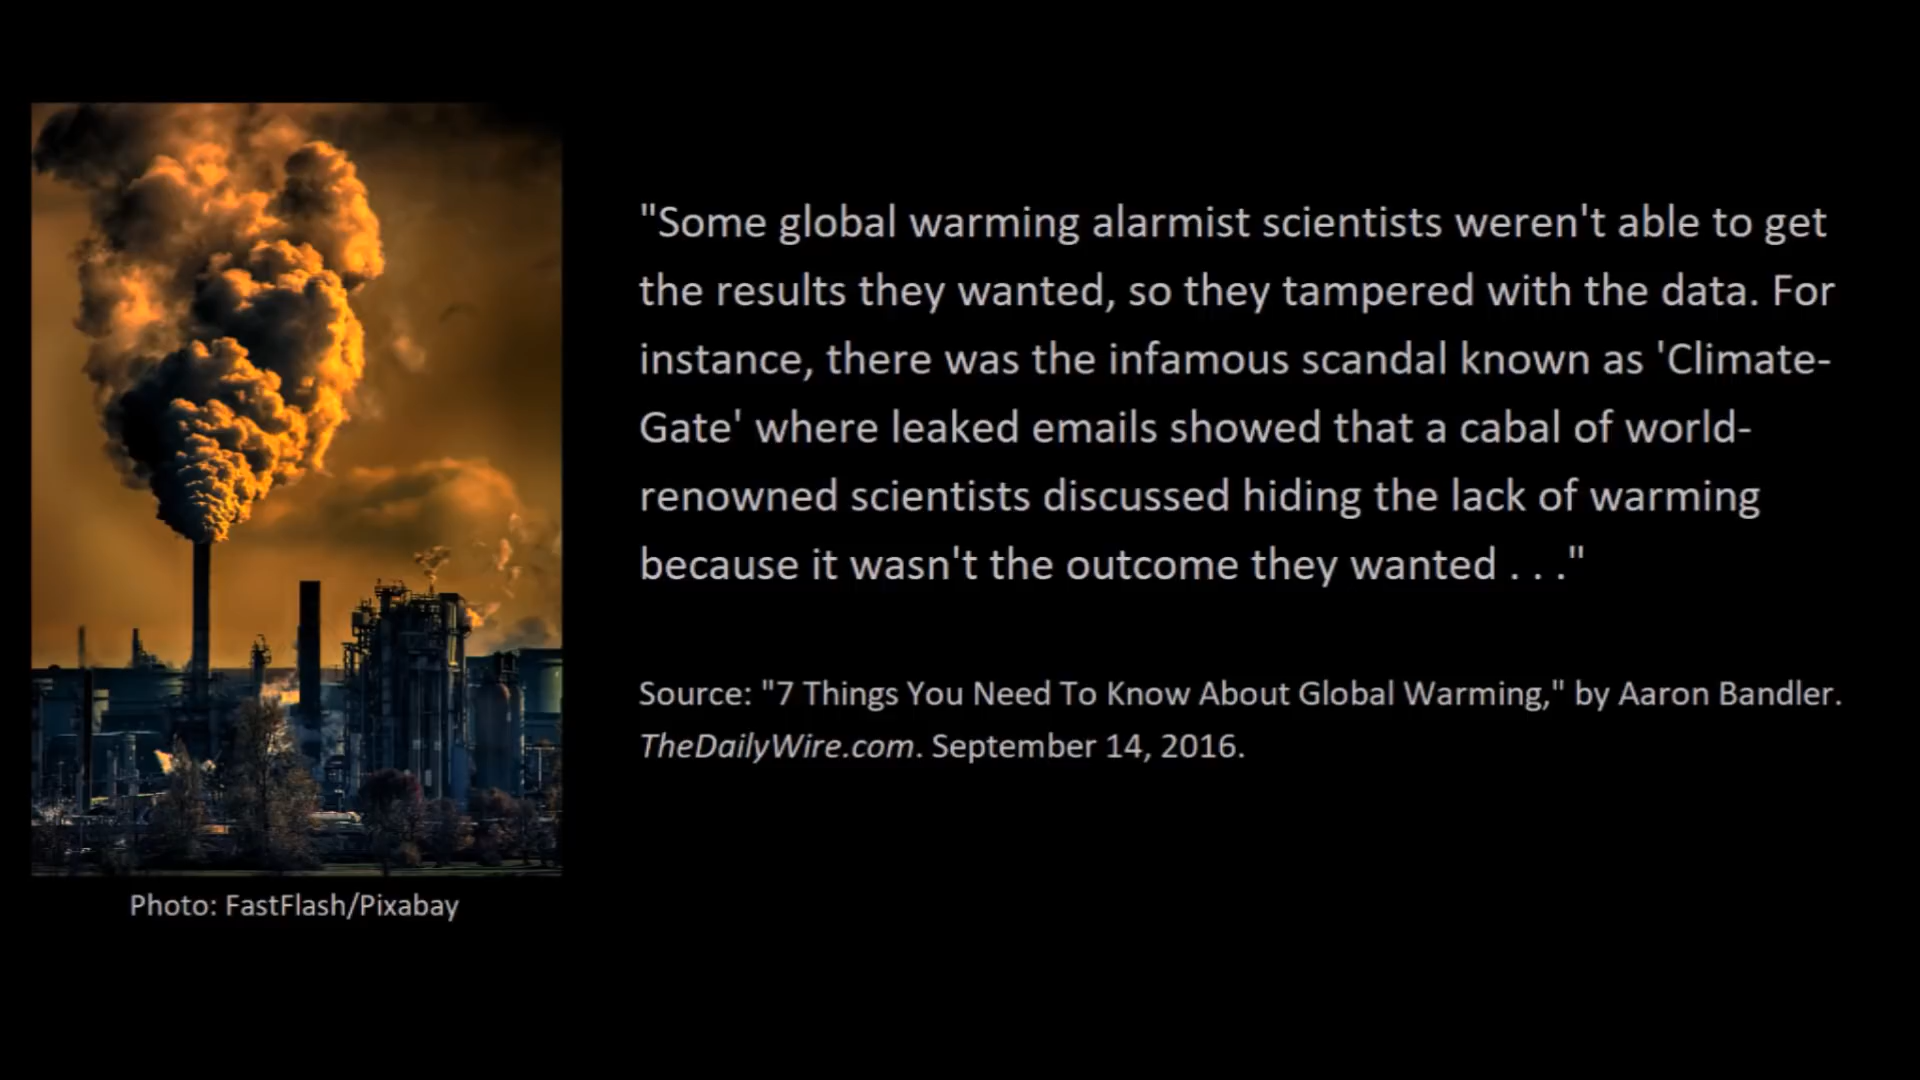 "Some global warming alarmist scientists weren't able to get
the results they wanted, so they tampered with the data. For
instance, there was the infamous scandal known as 'Climate-
Gate' where leaked emails showed that a cabal of world-
renowned scientists discussed hiding the lack of warming
because it wasn't the outcome they wanted . . ."
Source: "7 Things You Need To Know About Global Warming," by Aaron Bandler.
TheDailyWire.com. September 14, 2016.
Photo: FastFlash/Pixabay